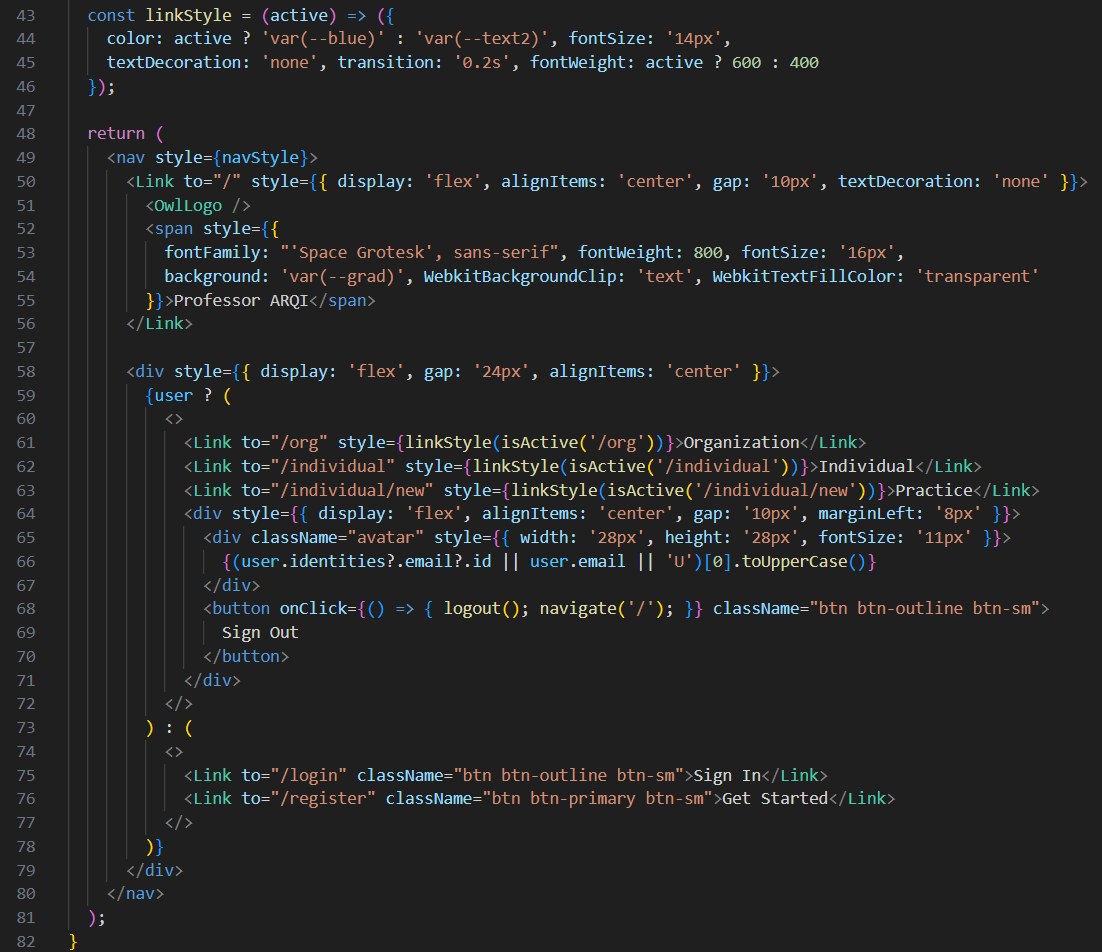 43 const linkStyle = (active) => ({
44 color: active ? 'var(--blue)' : 'var(--text2)', fontSize: '14px',
45 textDecoration: 'none', transition: '0.2s', fontWeight: active ? 600 : 400
46 });
47
48 return (
49 <nav style={navStyle}>
50 <Link to="/" style={{ display: 'flex', alignItems: 'center', gap: '10px', textDecoration: 'none' }}>
51 <OwlLogo />
52 <span style={{
53 fontFamily: "'Space Grotesk', sans-serif", fontWeight: 800, fontSize: '16px',
54 background: 'var(--grad)', WebkitBackgroundClip: 'text', WebkitTextFillColor: 'transparent'
55 }}>Professor ARQI</span>
56 </Link>
57
58 <div style={{ display: 'flex', gap: '24px', alignItems: 'center' }}>
59 {user ? (
60 <>
61 <Link to="/org" style={linkStyle(isActive('/org'))}>Organization</Link>
62 <Link to="/individual" style={linkStyle(isActive('/individual'))}>Individual</Link>
63 <Link to="/individual/new" style={linkStyle(isActive('/individual/new'))}>Practice</Link>
64 <div style={{ display: 'flex', alignItems: 'center', gap: '10px', marginLeft: '8px' }}>
65 <div className="avatar" style={{ width: '28px', height: '28px', fontSize: '11px' }}>
66 {(user.identities?.email?.id || user.email || 'U')[0].toUpperCase()}
67 </div>
68 <button onClick={() => { logout(); navigate('/'); }} className="btn btn-outline btn-sm">
69 Sign Out
70 </button>
71 </div>
72 </>
73 ) : (
74 <>
75 <Link to="/login" className="btn btn-outline btn-sm">Sign In</Link>
76 <Link to="/register" className="btn btn-primary btn-sm">Get Started</Link>
77 </>
78 )}
79 </div>
80 </nav>
81 );
82 }